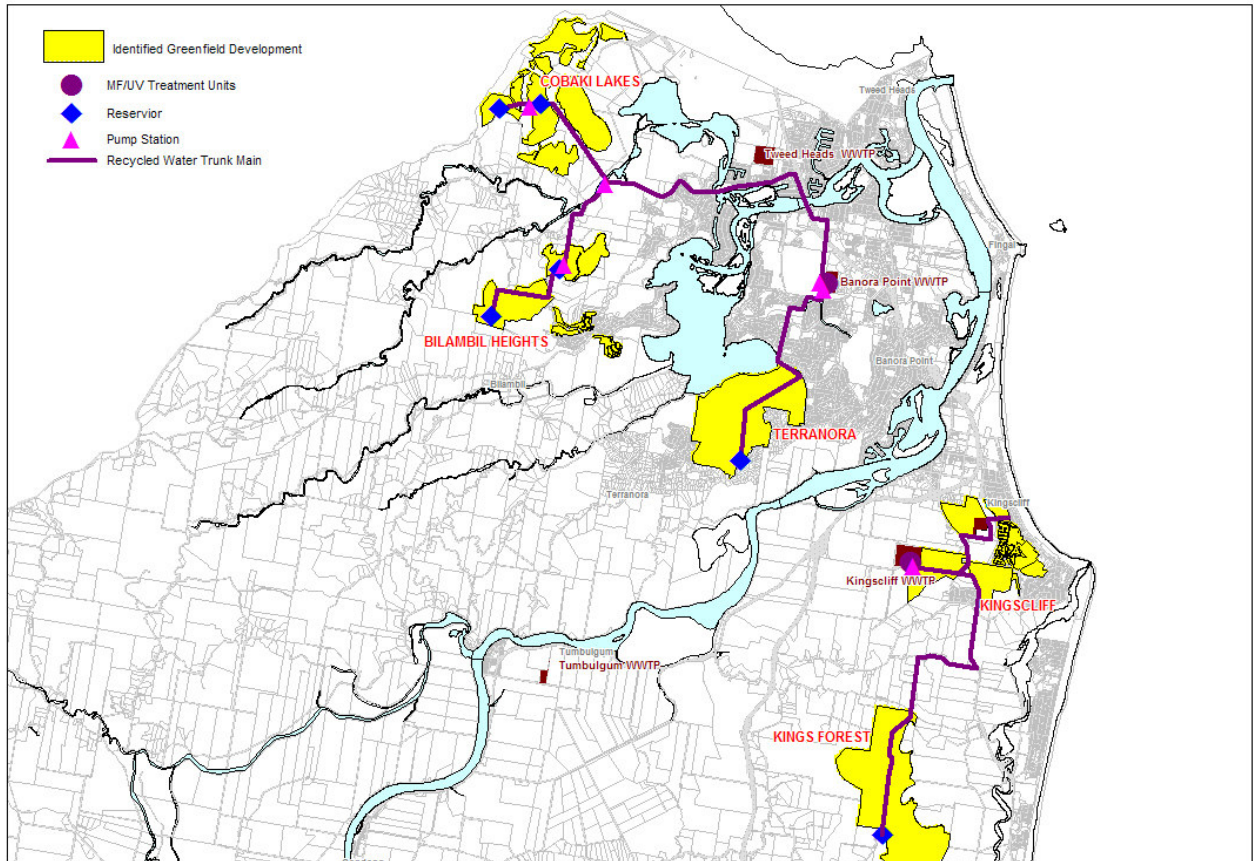 Identified Greenfield Development
MF/UV Treatment Units
Reservior
Pump Station
Recycled Water Trunk Main
COBAKI LAKES
Tweed Heads
Tweed Heads WWTP
Fingal
Banora Point WWTP
BILAMBIL HEIGHTS
Banora Point
Bilambil
TERRANORA
Terranora
Kingscliff
Kingscliff WWTP
KINGSCLIFF
Tumbulgum
Tumbulgum WWTP
KINGS FOREST